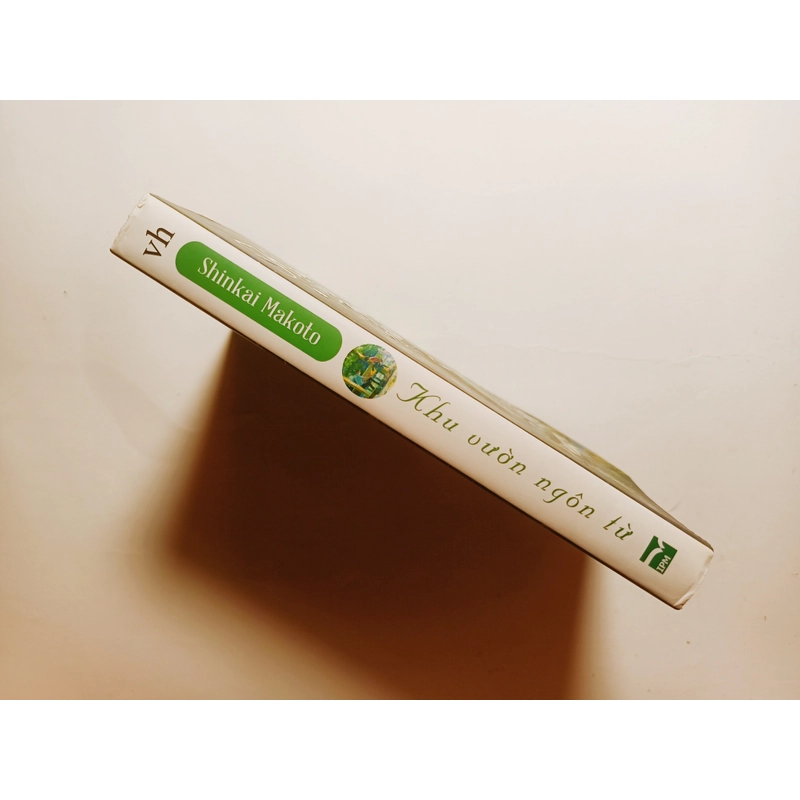 vh
Shinkai Makoto
Khu vườn ngôn từ
IPM